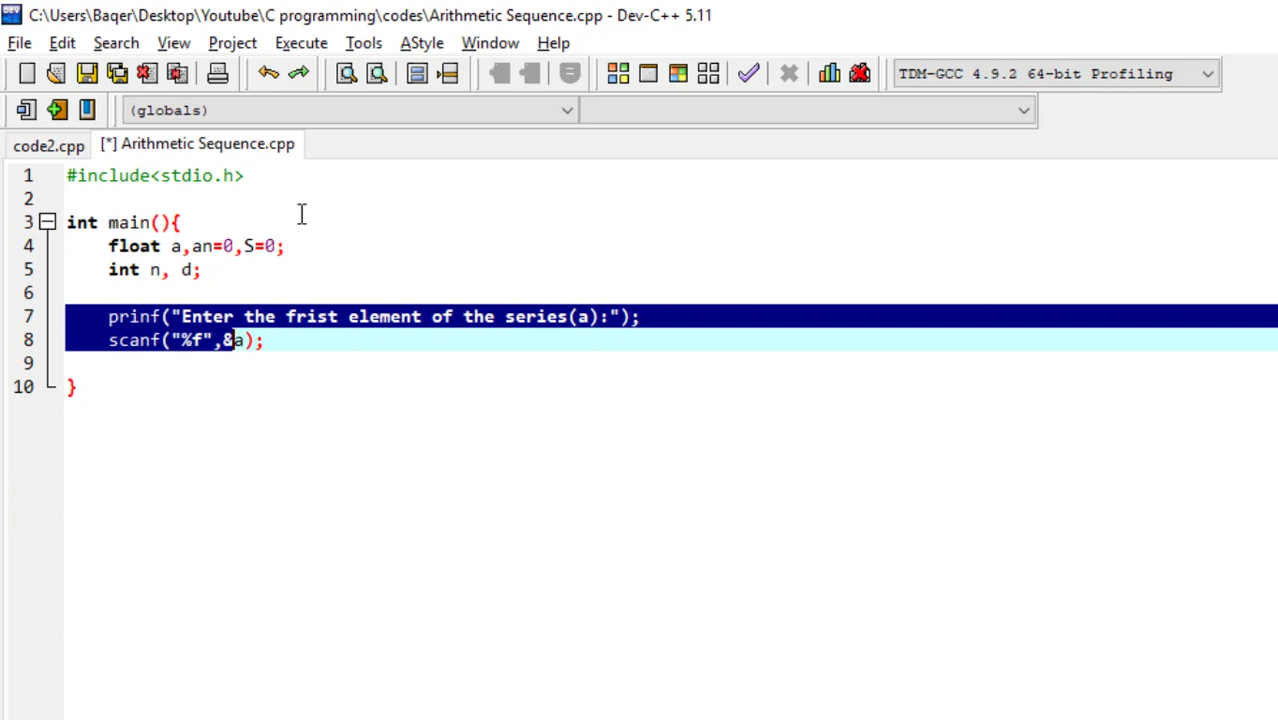 C:\Users\Baqer\Desktop\Youtube\C programming\codes\Arithmetic Sequence.cpp - Dev-C++ 5.11
File Edit Search View Project Execute Tools AStyle Window Help
TDM-GCC 4.9.2 64-bit Profiling
(globals)
code2.cpp [*] Arithmetic Sequence.cpp
1 #include<stdio.h>
2
3 int main(){
4 float a,an=0,S=0;
5 int n, d;
6
7 prinf("Enter the frist element of the series(a):");
8 scanf("%f",&a);
9
10 }